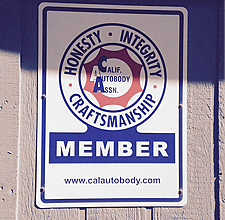 HONESTY · INTEGRITY
· CRAFTSMANSHIP ·
CALIF.
AUTOBODY
ASSN.
MEMBER
www.calautobody.com